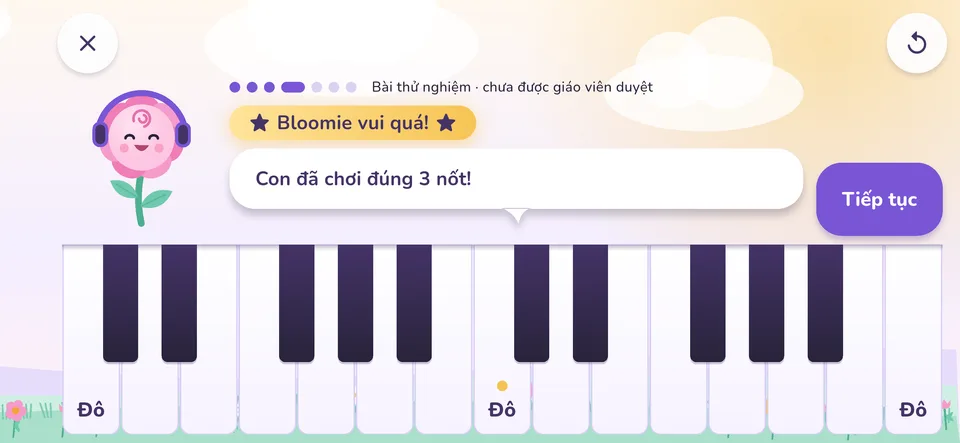 Bài thử nghiệm · chưa được giáo viên duyệt
Bloomie vui quá!
Con đã chơi đúng 3 nốt!
Tiếp tục
Đô Đô Đô